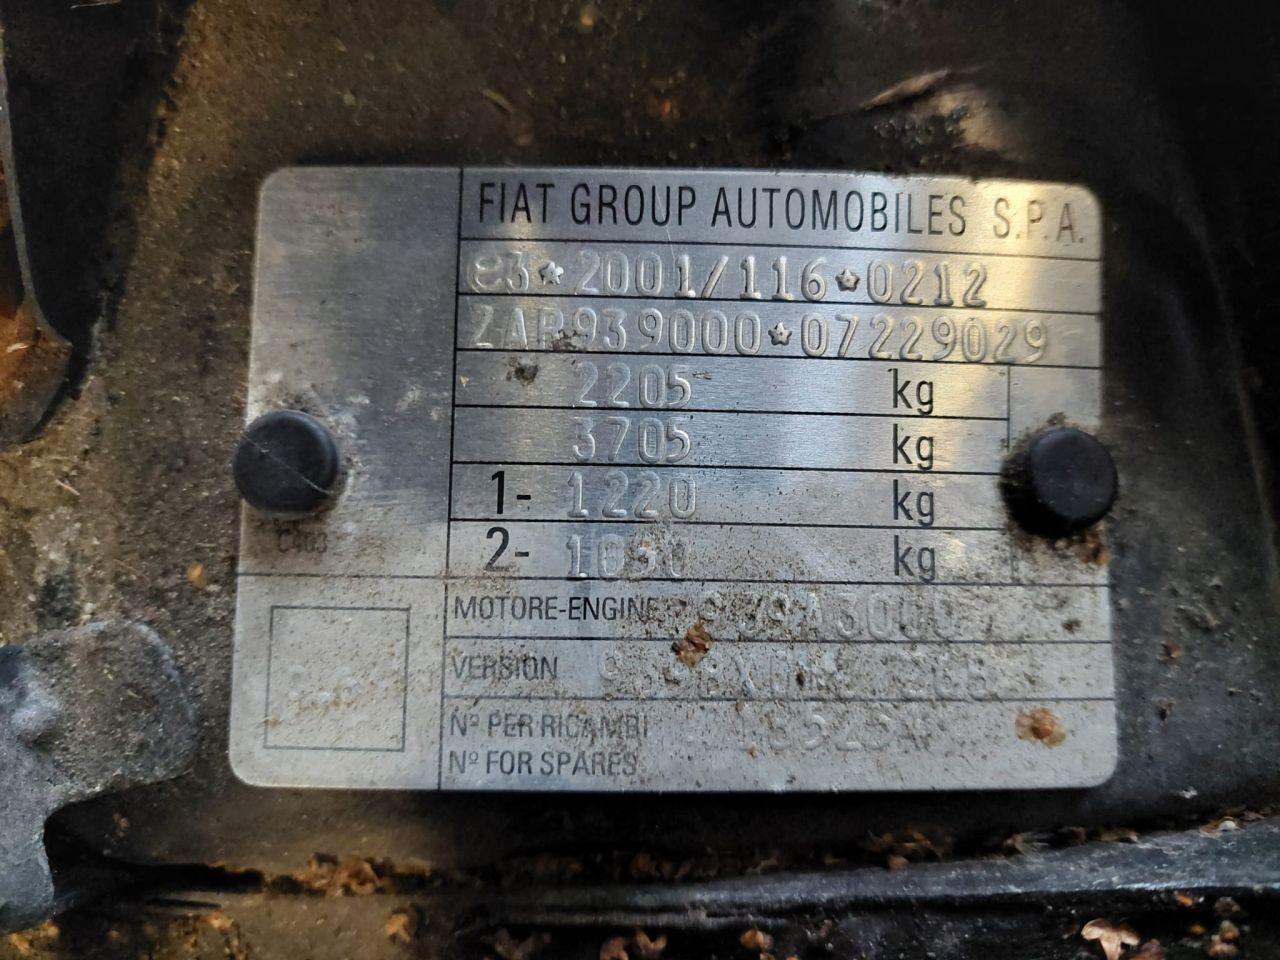 FIAT GROUP AUTOMOBILES S.P.A.
e3*2001/116*0212
ZAR939000*07229029
2205 kg
3705 kg
1- 1220 kg
2- kg
MOTORE-ENGINE
VERSION
Nº PER RICAMBI
Nº FOR SPARES